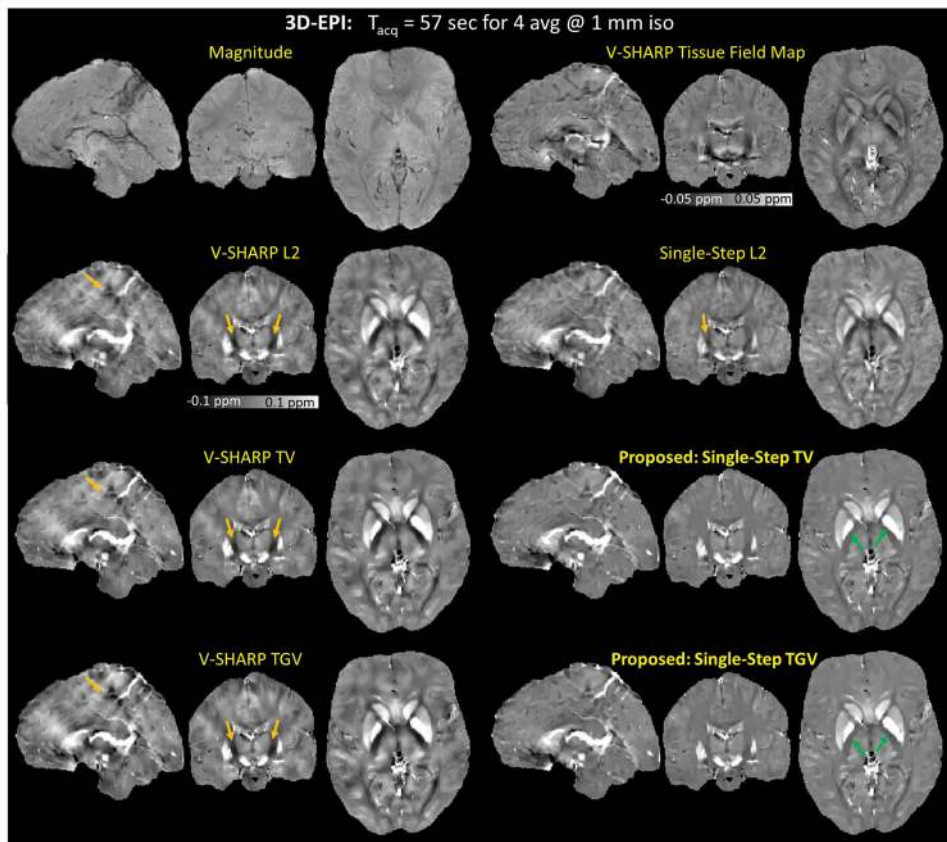 3D-EPI: Tacq = 57 sec for 4 avg @ 1 mm iso
Magnitude
V-SHARP Tissue Field Map
-0.05 ppm 0.05 ppm
V-SHARP L2
Single-Step L2
-0.1 ppm 0.1 ppm
V-SHARP TV
Proposed: Single-Step TV
V-SHARP TGV
Proposed: Single-Step TGV